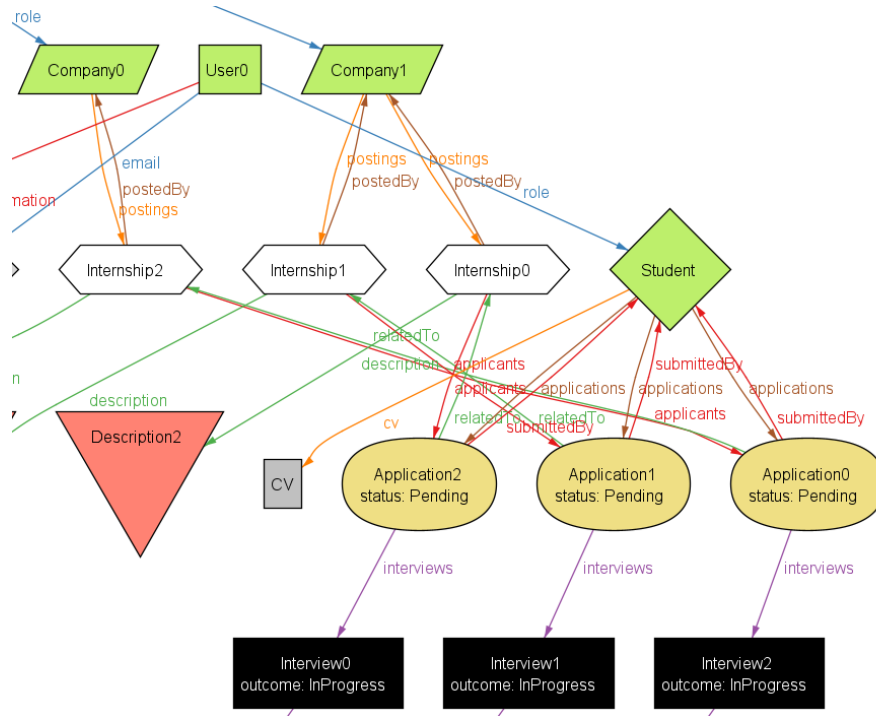 role
Company0
User0
Company1
postings
postings
email
postedBy
postedBy
postedBy
role
mation
postings
Internship2
Internship1
Internship0
Student
relatedTo
description
applicants
submittedBy
n
applicants
applications
applications
applications
description
cv
relatedTo
submittedBy
relatedTo
applicants
submittedBy
Description2
CV
Application2
status: Pending
Application1
status: Pending
Application0
status: Pending
interviews
interviews
interviews
Interview0
outcome: InProgress
Interview1
outcome: InProgress
Interview2
outcome: InProgress